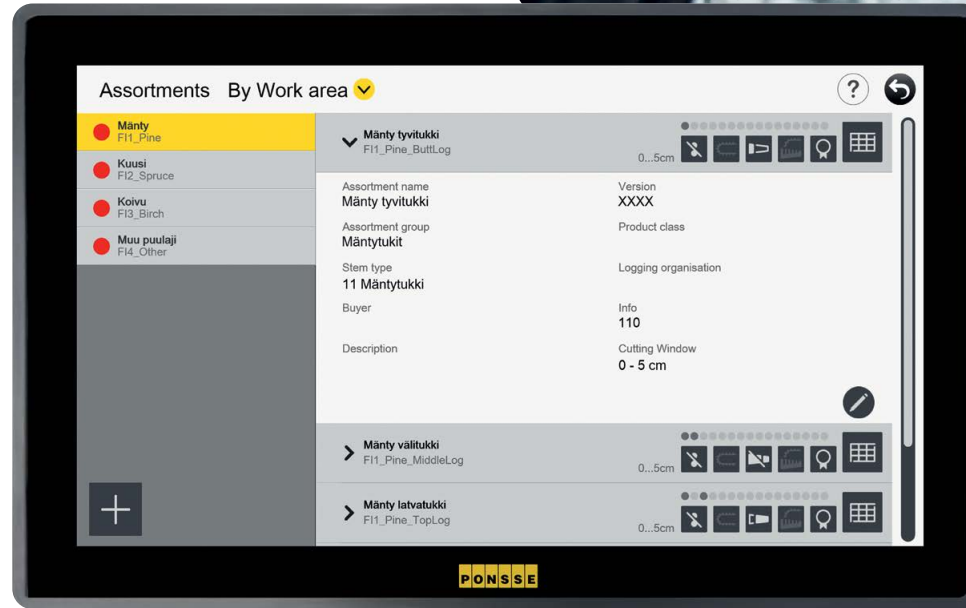 Assortments By Work area
?
Mänty
FI1_Pine
Kuusi
FI2_Spruce
Koivu
FI3_Birch
Muu puulaji
FI4_Other
Mänty tyvitukki
FI1_Pine_ButtLog
0...5cm
Assortment name
Mänty tyvitukki
Version
XXXX
Assortment group
Mäntytukit
Product class
Stem type
11 Mäntytukki
Logging organisation
Buyer
Info
110
Description
Cutting Window
0 - 5 cm
Mänty välitukki
FI1_Pine_MiddleLog
0...5cm
Mänty latvatukki
FI1_Pine_TopLog
0...5cm
PONSSE